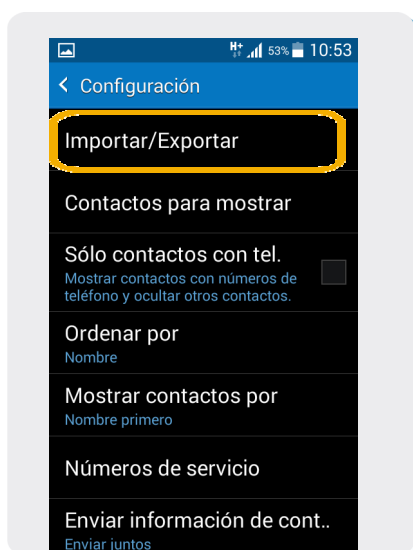 H+ 53% 10:53
< Configuración
Importar/Exportar
Contactos para mostrar
Sólo contactos con tel.
Mostrar contactos con números de
teléfono y ocultar otros contactos.
Ordenar por
Nombre
Mostrar contactos por
Nombre primero
Números de servicio
Enviar información de cont..
Enviar juntos